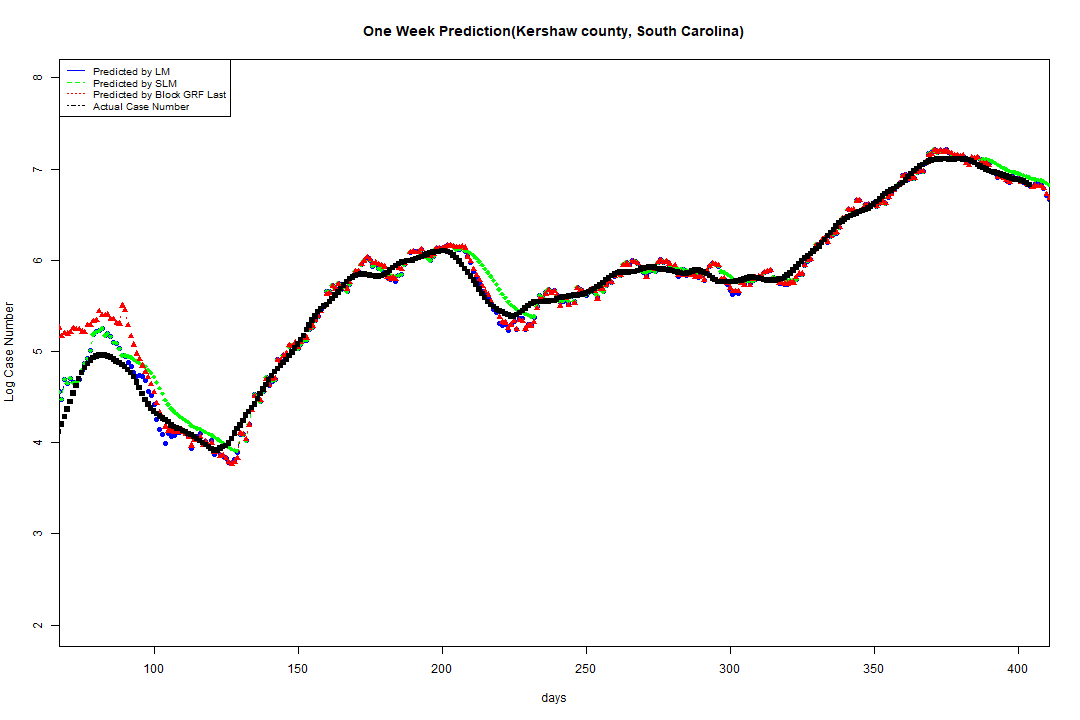 One Week Prediction(Kershaw county, South Carolina)
Predicted by LM
Predicted by SLM
Predicted by Block GRF Last
Actual Case Number
8
7
6
5
4
3
2
Log Case Number
100 150 200 250 300 350 400
days